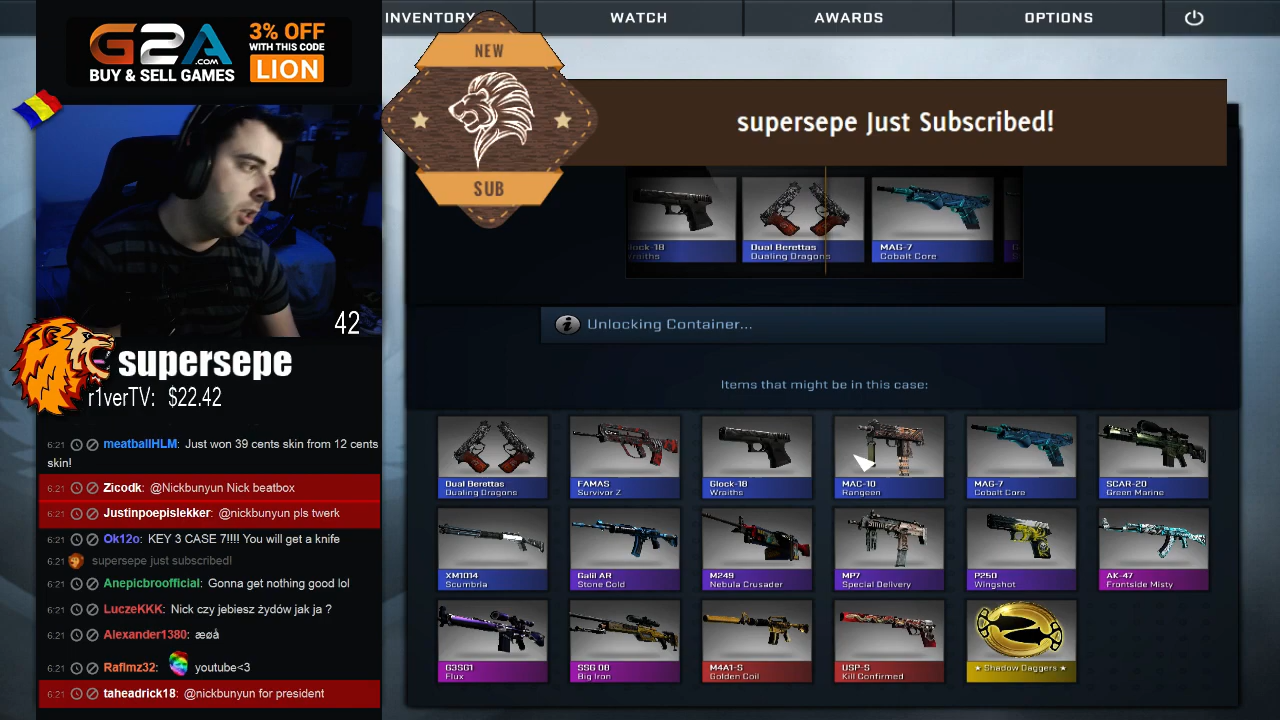 INVENTORY
WATCH
AWARDS
OPTIONS
G2A
.COM
BUY & SELL GAMES
3% OFF
WITH THIS CODE
LION
NEW
SUB
supersepe Just Subscribed!
Wraiths
Dual Berettas
Dualing Dragons
MAG-7
Cobalt Core
42
supersepe
r1verTV: $22.42
Unlocking Container...
Items that might be in this case:
Dual Berettas
Dualing Dragons
FAMAS
Survivor Z
Glock-18
Wraiths
MAC-10
Rangeen
MAG-7
Cobalt Core
SCAR-20
Green Marine
XM1014
Scumbria
Galil AR
Stone Cold
M249
Nebula Crusader
MP7
Special Delivery
P250
Wingshot
AK-47
Frontside Misty
G3SG1
Flux
SSG 08
Big Iron
M4A1-S
Golden Coil
USP-S
Kill Confirmed
★ Shadow Daggers ★
6:21 meatballHLM: Just won 39 cents skin from 12 cents
skin!
6:21 Zicodk: @Nickbunyun Nick beatbox
6:21 Justinpoepislekker: @nickbunyun pls twerk
6:21 Ok12o: KEY 3 CASE 7!!!! You will get a knife
6:21 supersepe just subscribed!
6:21 Anepicbroofficial: Gonna get nothing good lol
6:21 LuczeKKK: Nick czy jebiesz żydów jak ja ?
6:21 Alexander1380: æøå
6:21 Raflmz32: youtube<3
6:21 taheadrick18: @nickbunyun for president